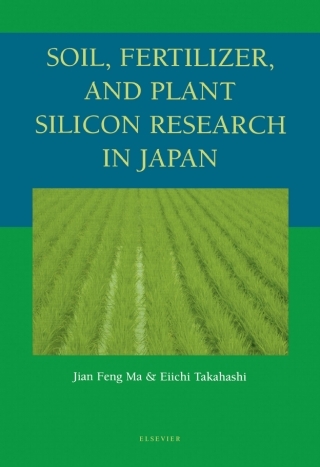 SOIL, FERTILIZER,
AND PLANT
SILICON RESEARCH
IN JAPAN
Jian Feng Ma & Eiichi Takahashi
ELSEVIER